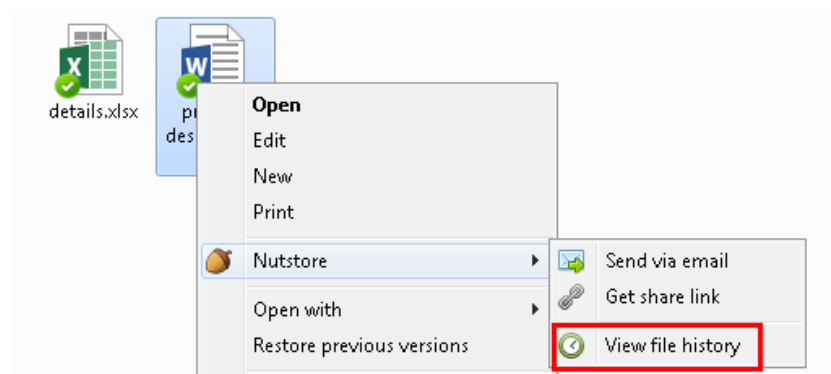 details.xlsx
Open
Edit
New
Print
Nutstore
Send via email
Get share link
Open with
Restore previous versions
View file history